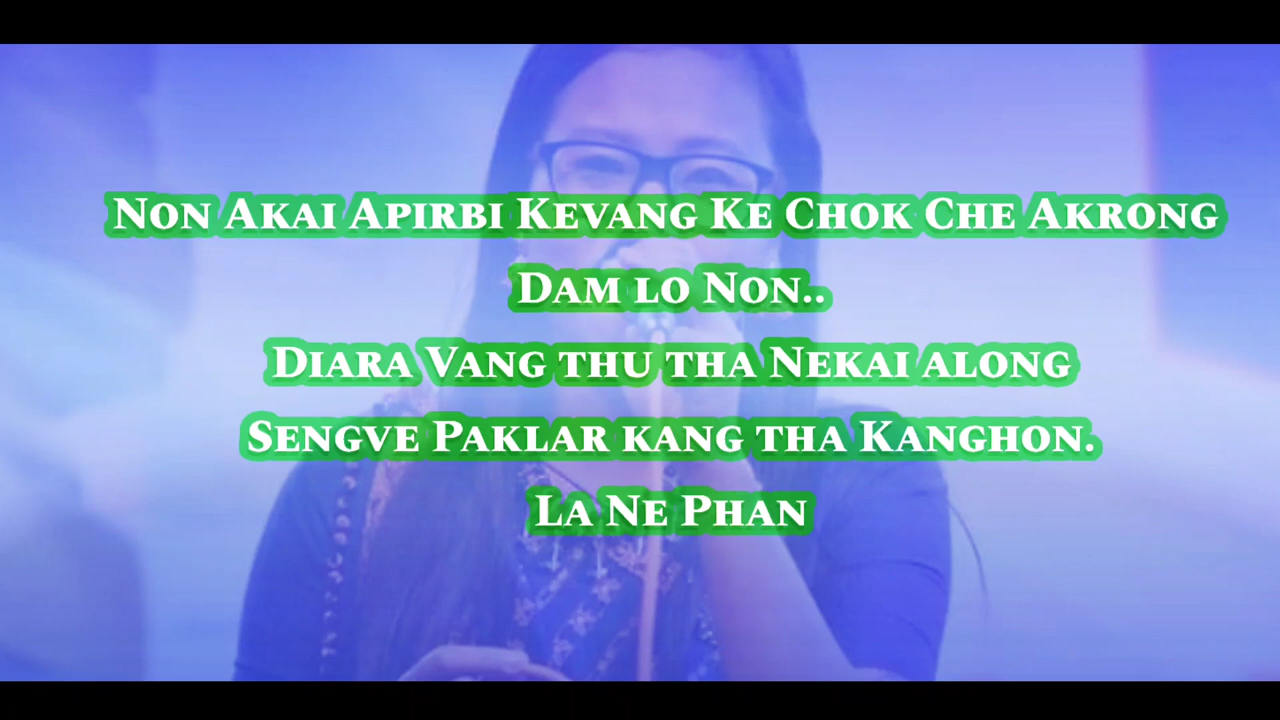 Non Akai Apirbi Kevang Ke Chok Che Akrong
Dam lo Non..
Diara Vang thu tha Nekai along
Sengve Paklar kang tha Kanghon.
La Ne Phan